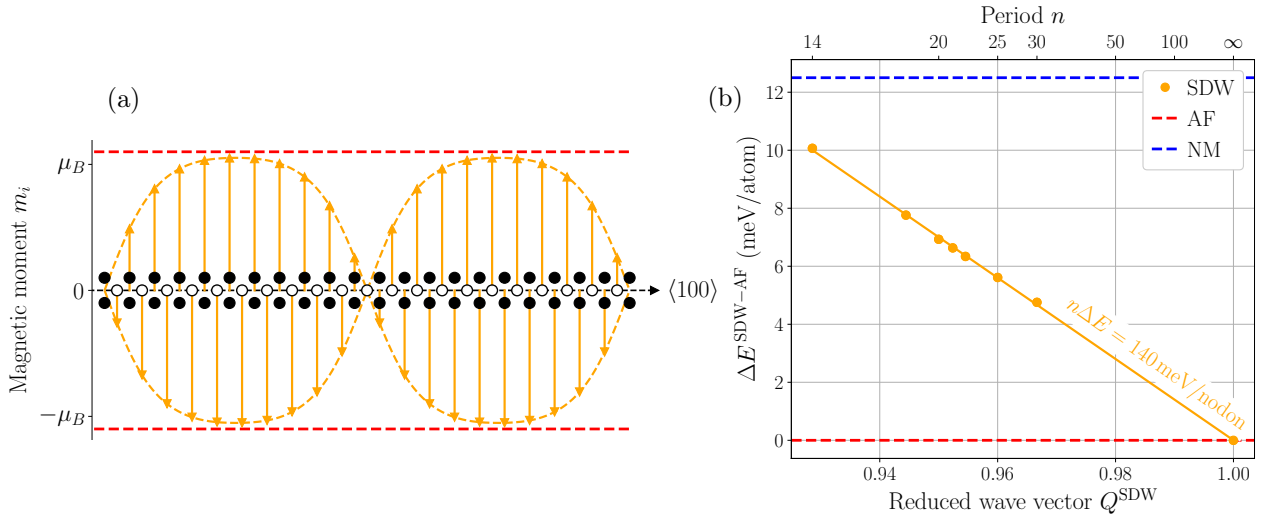 (a)
Magnetic moment m_i
μ_B
0
−μ_B
⟨100⟩
(b)
Period n
14 20 25 30 50 100 ∞
SDW
AF
NM
ΔE^{SDW−AF} (meV/atom)
12
10
8
6
4
2
0
nΔE = 140 meV/nodon
0.94 0.96 0.98 1.00
Reduced wave vector Q^{SDW}